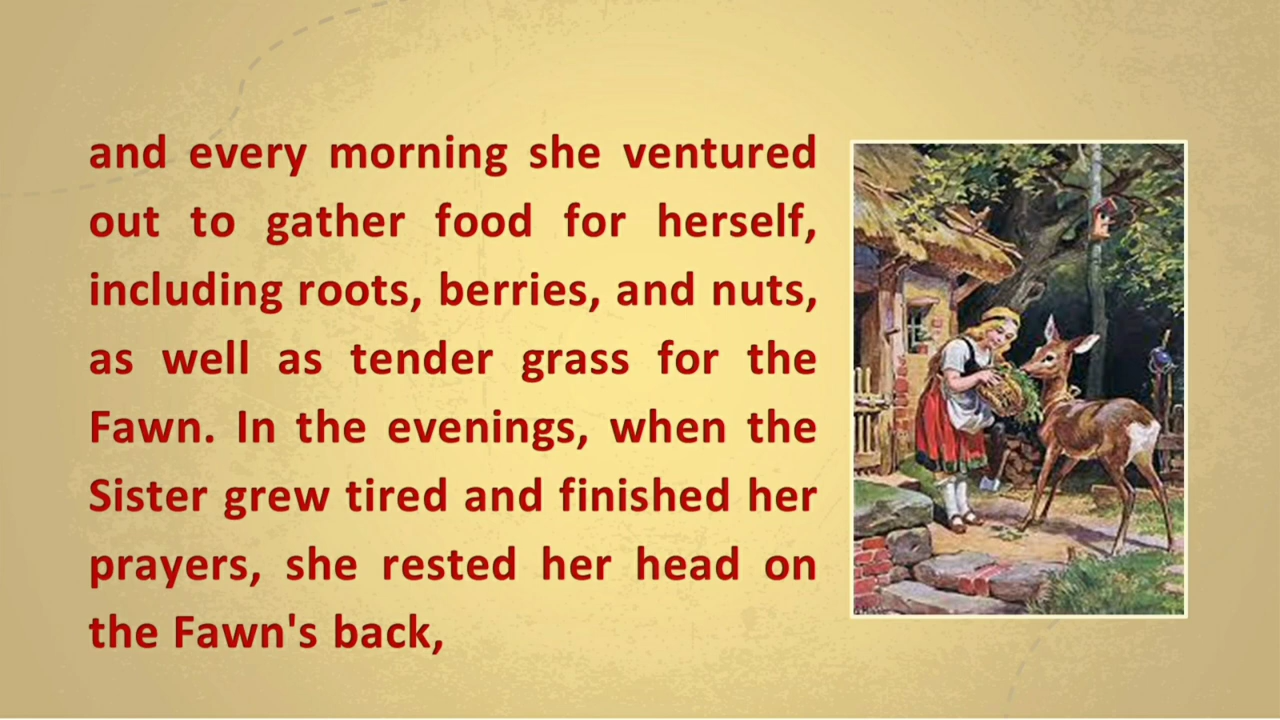 and every morning she ventured
out to gather food for herself,
including roots, berries, and nuts,
as well as tender grass for the
Fawn. In the evenings, when the
Sister grew tired and finished her
prayers, she rested her head on
the Fawn's back,